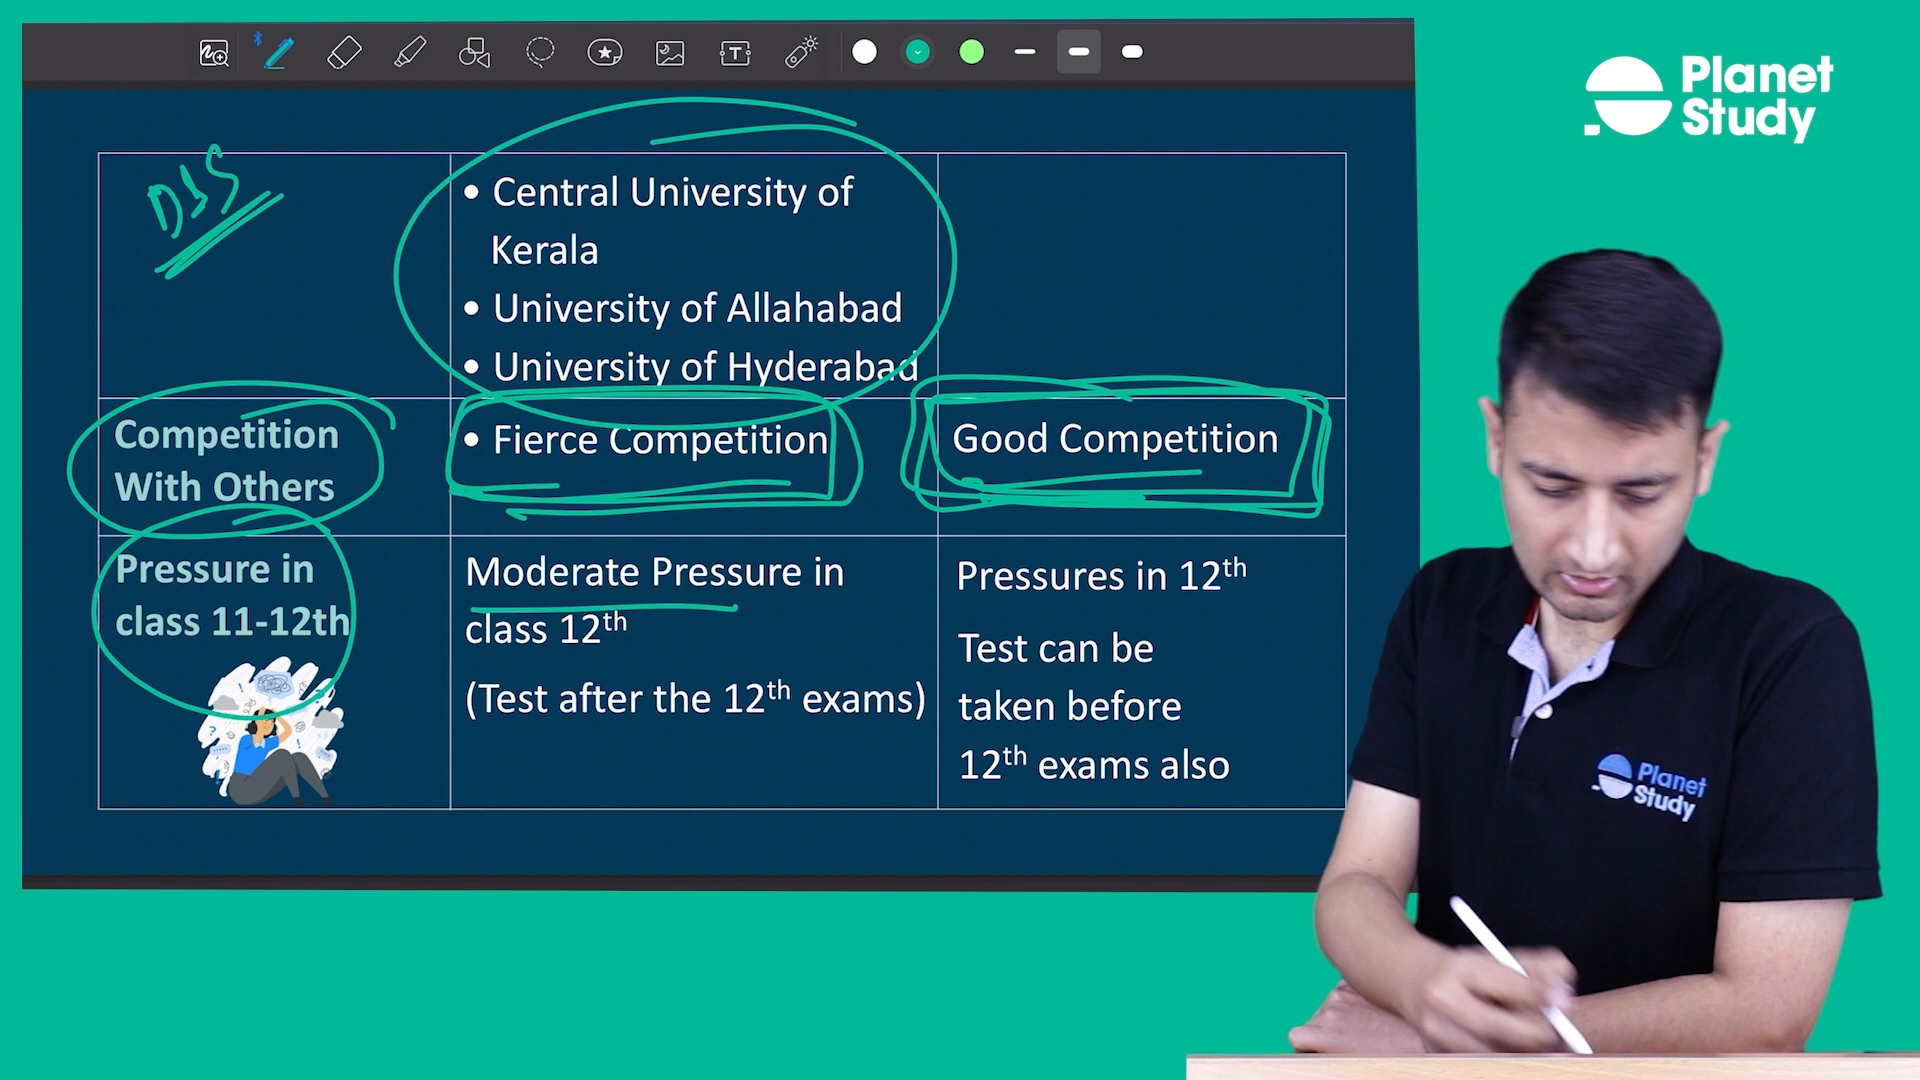 Planet
Study
DSS
• Central University of
Kerala
• University of Allahabad
• University of Hyderabad
Competition
With Others
• Fierce Competition
Good Competition
Pressure in
class 11-12th
Moderate Pressure in
class 12th
(Test after the 12th exams)
Pressures in 12th
Test can be
taken before
12th exams also
Planet
Study